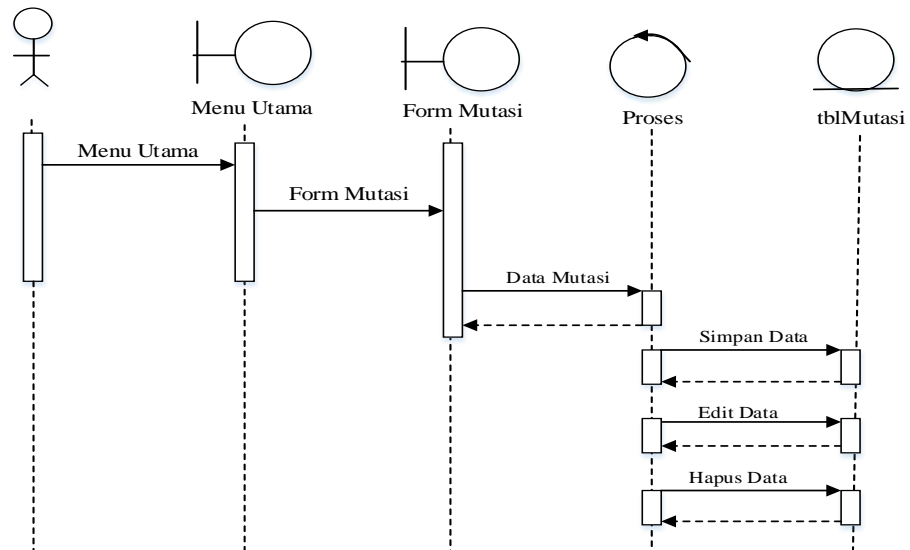 Menu Utama
Form Mutasi
Proses
tblMutasi
Menu Utama
Form Mutasi
Data Mutasi
Simpan Data
Edit Data
Hapus Data